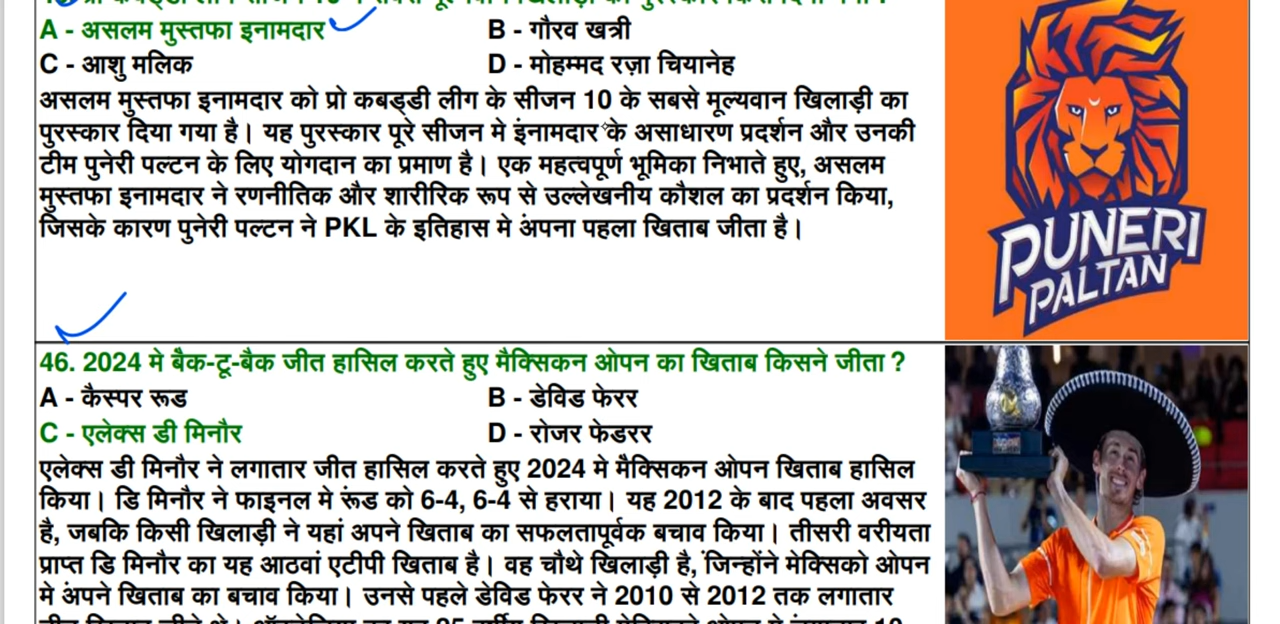 A - असलम मुस्तफा इनामदार
B - गौरव खत्री
C - आशु मलिक
D - मोहम्मद रज़ा चियानेह
असलम मुस्तफा इनामदार को प्रो कबड्डी लीग के सीजन 10 के सबसे मूल्यवान खिलाड़ी का
पुरस्कार दिया गया है। यह पुरस्कार पूरे सीजन मे इंनामदार के असाधारण प्रदर्शन और उनकी
टीम पुनेरी पल्टन के लिए योगदान का प्रमाण है। एक महत्वपूर्ण भूमिका निभाते हुए, असलम
मुस्तफा इनामदार ने रणनीतिक और शारीरिक रूप से उल्लेखनीय कौशल का प्रदर्शन किया,
जिसके कारण पुनेरी पल्टन ने PKL के इतिहास मे अंपना पहला खिताब जीता है।
PUNERI
PALTAN
46. 2024 मे बैक-टू-बैक जीत हासिल करते हुए मैक्सिकन ओपन का खिताब किसने जीता ?
A - कैस्पर रूड
B - डेविड फेरर
C - एलेक्स डी मिनौर
D - रोजर फेडरर
एलेक्स डी मिनौर ने लगातार जीत हासिल करते हुए 2024 मे मैक्सिकन ओपन खिताब हासिल
किया। डि मिनौर ने फाइनल मे रूंड को 6-4, 6-4 से हराया। यह 2012 के बाद पहला अवसर
है, जबकि किसी खिलाड़ी ने यहां अपने खिताब का सफलतापूर्वक बचाव किया। तीसरी वरीयता
प्राप्त डि मिनौर का यह आठवां एटीपी खिताब है। वह चौथे खिलाड़ी है, जिन्होंने मेक्सिको ओपन
मे अंपने खिताब का बचाव किया। उनसे पहले डेविड फेरर ने 2010 से 2012 तक लगातार